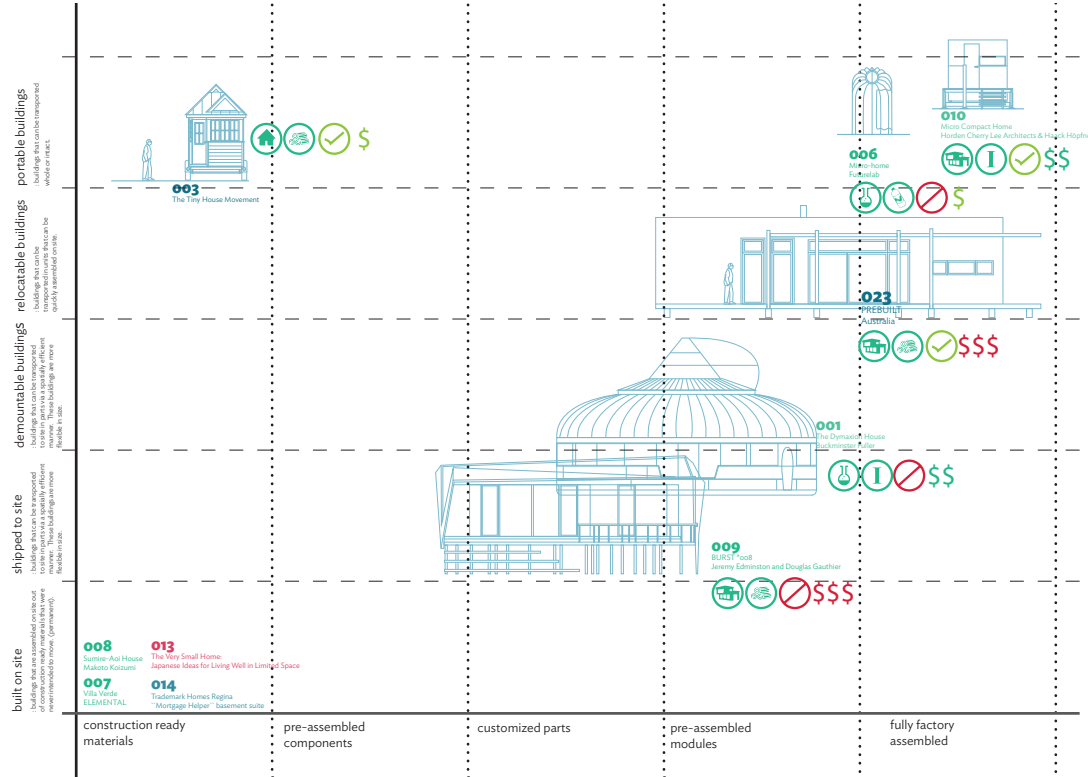 portable buildings
: buildings that can be transported
whole or intact.
relocatable buildings
: buildings that can be
transported in units that can be
quickly assembled on site.
demountable buildings
: buildings that can be transported
to site in parts via a spatially efficient
manner. These buildings are more
flexible in size.
shipped to site
: buildings that can be transported
to site in parts via a spatially efficient
manner. These buildings are more
flexible in size.
built on site
: buildings that are assembled on site out
of construction ready materials that were
never intended to move. (permanent).
003
The Tiny House Movement
$
006
Micro-home
Futurelab
$
010
Micro Compact Home
Horden Cherry Lee Architects & Haack Höpfn
I
$$
023
PREBUILT
Australia
$$$
001
The Dymaxion House
Buckminster Fuller
I
$$
009
BURST *008
Jeremy Edminston and Douglas Gauthier
$$$
008
Sumire-Aoi House
Makoto Koizumi
013
The Very Small Home:
Japanese Ideas for Living Well in Limited Space
007
Villa Verde
ELEMENTAL
014
Trademark Homes Regina
``Mortgage Helper`` basement suite
construction ready
materials
pre-assembled
components
customized parts
pre-assembled
modules
fully factory
assembled